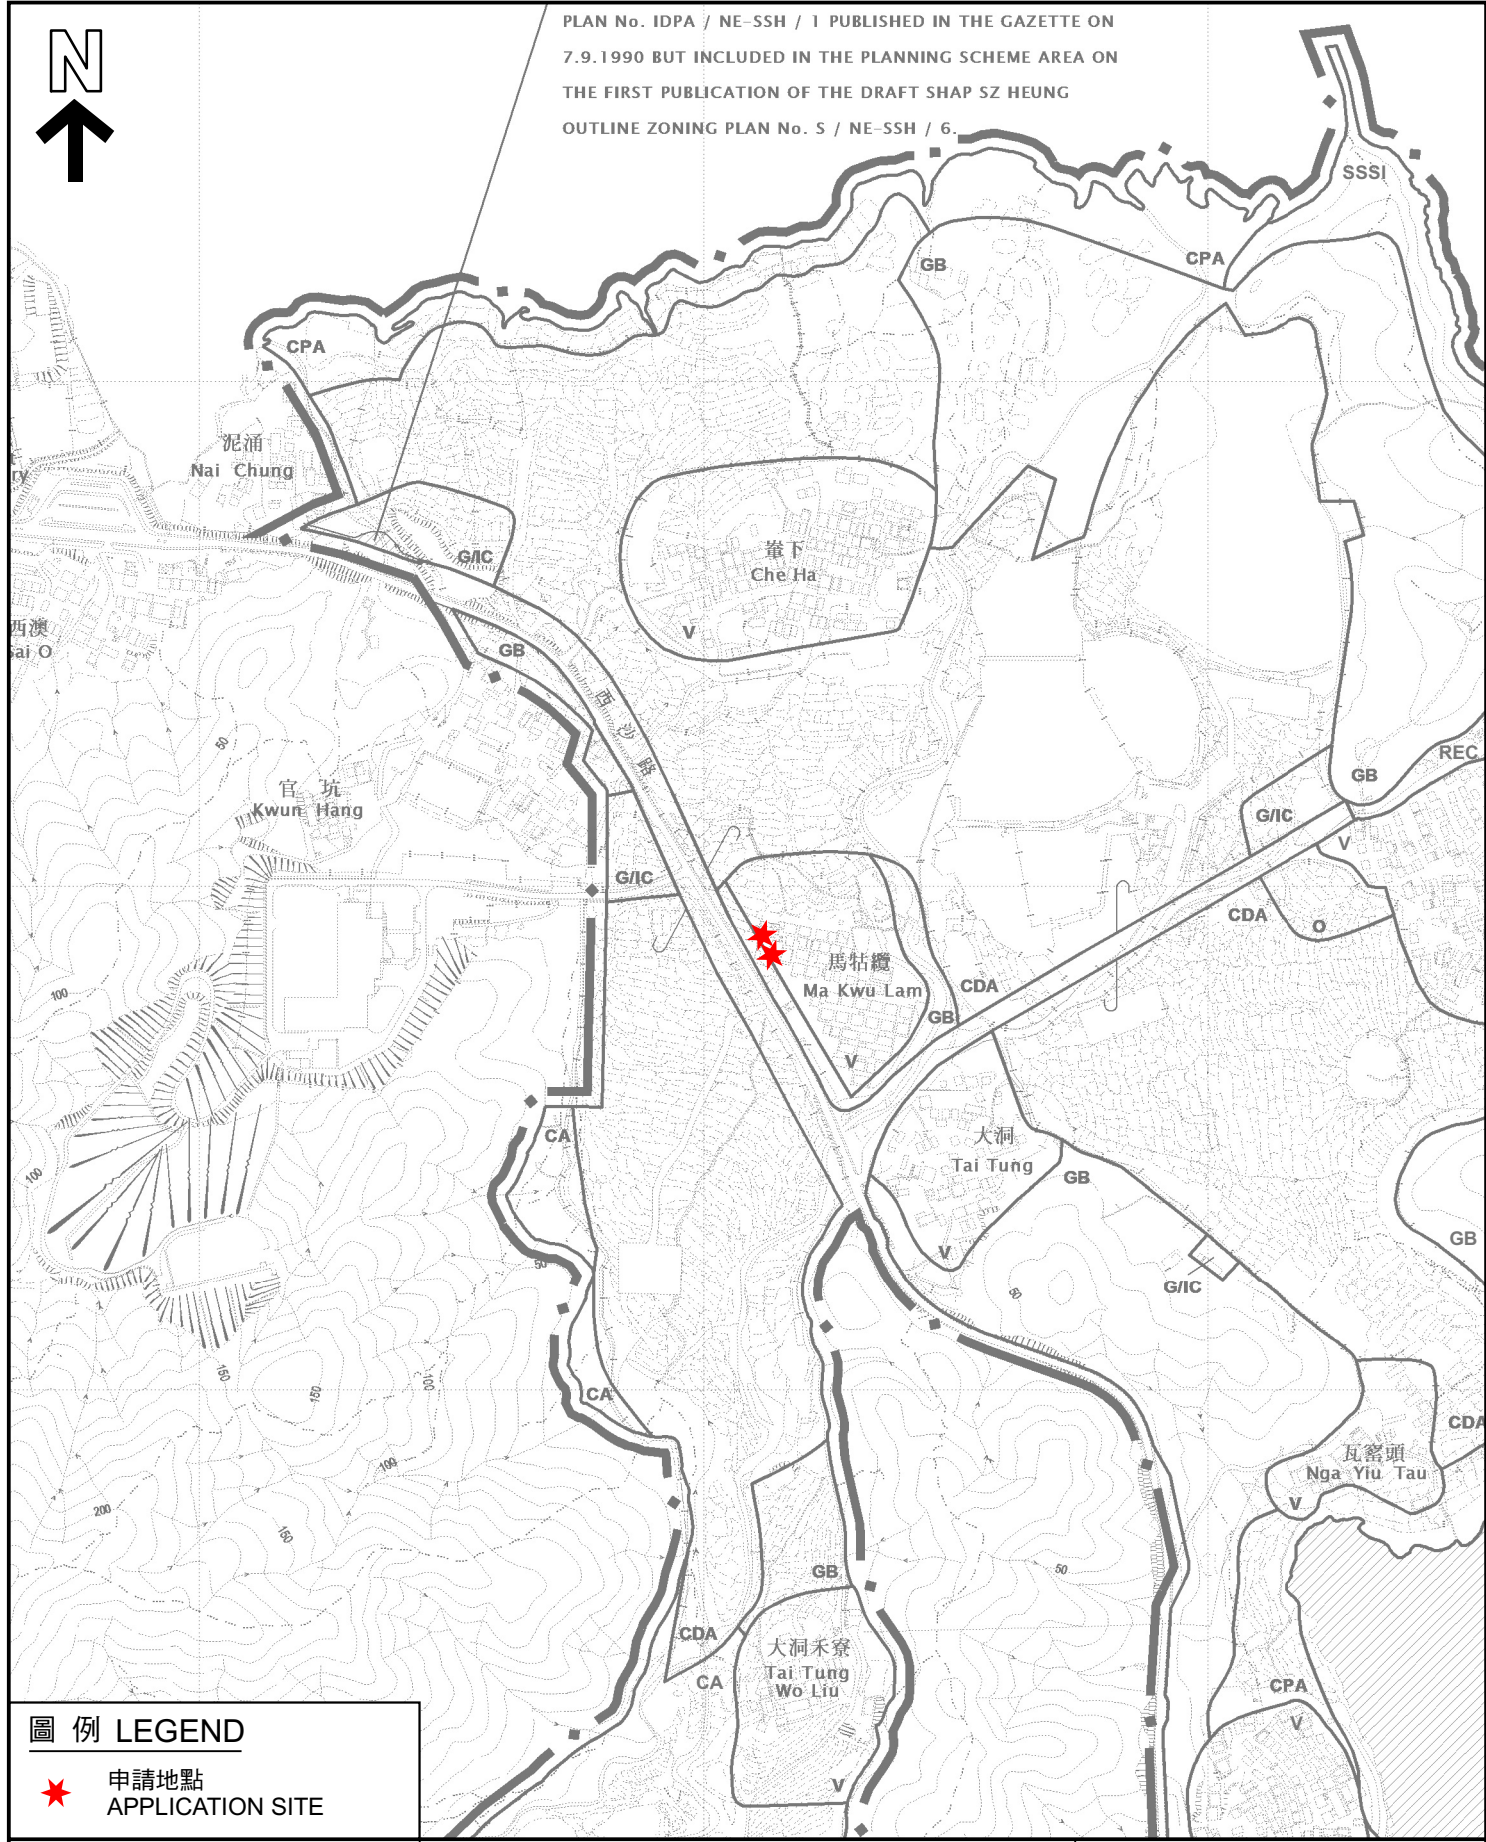 PLAN No. IDPA / NE-SSH / 1 PUBLISHED IN THE GAZETTE ON
7.9.1990 BUT INCLUDED IN THE PLANNING SCHEME AREA ON
THE FIRST PUBLICATION OF THE DRAFT SHAP SZ HEUNG
OUTLINE ZONING PLAN No. S / NE-SSH / 6.
N
SSSI
CPA
GB
CPA
泥涌
Nai Chung
ry
G/IC
輋下
Che Ha
V
西澳
Sai O
GB
西沙路
50
官坑
Kwun Hang
REC
GB
G/IC
V
G/IC
CDA
O
馬牯纜
Ma Kwu Lam
CDA
GB
V
100
CA
大洞
Tai Tung
GB
100
V
GB
G/IC
50
50
150
150
100
CA
CDA
瓦窰頭
Nga Yiu Tau
V
100
200
150
GB
50
CDA
大洞禾寮
Tai Tung
Wo Liu
CA
CPA
V
V
圖 例 LEGEND
申請地點
APPLICATION SITE